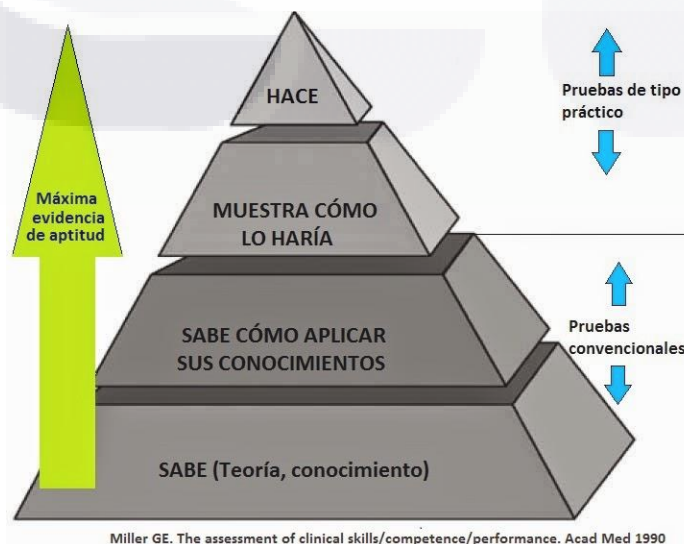 HACE
Pruebas de tipo
práctico
Máxima
evidencia
de aptitud
MUESTRA CÓMO
LO HARÍA
SABE CÓMO APLICAR
SUS CONOCIMIENTOS
Pruebas
convencionales
SABE (Teoría, conocimiento)
Miller GE. The assessment of clinical skills/competence/performance. Acad Med 1990